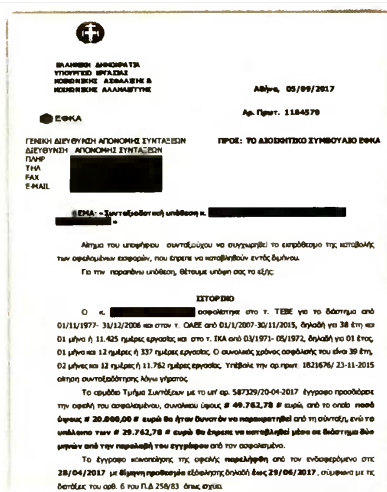 ΕΛΛΗΝΙΚΗ ΔΗΜΟΚΡΑΤΙΑ
ΥΠΟΥΡΓΕΙΟ ΕΡΓΑΣΙΑΣ
ΚΟΙΝΩΝΙΚΗΣ ΑΣΦΑΛΙΣΗΣ &
ΚΟΙΝΩΝΙΚΗΣ ΑΛΛΗΛΕΓΓΥΗΣ
Αθήνα, 05/09/2017
Αρ. Πρωτ. 1184579
ΕΦΚΑ
ΓΕΝΙΚΗ ΔΙΕΥΘΥΝΣΗ ΑΠΟΝΟΜΗΣ ΣΥΝΤΑΞΕΩΝ
ΔΙΕΥΘΥΝΣΗ ΑΠΟΝΟΜΗΣ ΣΥΝΤΑΞΕΩΝ
ΠΡΟΣ: ΤΟ ΔΙΟΙΚΗΤΙΚΟ ΣΥΜΒΟΥΛΙΟ ΕΦΚΑ
ΠΛΗΡ
ΤΗΛ
FAX
E-MAIL
ΘΕΜΑ: «Συνταξιοδοτική υπόθεση κ.
»
Αίτημα του υποψήφιου συνταξιούχου να συγχωρηθεί το εκπρόθεσμο της καταβολής
των οφειλομένων εισφορών, που έπρεπε να καταβληθούν εντός διμήνου.
Για την παραπάνω υπόθεση, θέτουμε υπόψη σας τα εξής:
ΙΣΤΟΡΙΚΟ
Ο κ. ασφαλίστηκε στο τ. ΤΕΒΕ για το διάστημα από
01/11/1977- 31/12/2006 και στον τ. ΟΑΕΕ από 01/1/2007-30/11/2015, δηλαδή για 38 έτη και
01 μήνα ή 11.425 ημέρες εργασίας και στο τ. ΙΚΑ από 03/1971- 05/1972, δηλαδή για 01 έτος,
01 μήνα και 12 ημέρες ή 337 ημέρες εργασίας. Ο συνολικός χρόνος ασφάλισής του είναι 39 έτη,
02 μήνες και 12 ημέρες ή 11.762 ημέρες εργασίας. Υπέβαλε την αρ.πρωτ. 1821676/ 23-11-2015
αίτηση συνταξιοδότησης λόγω γήρατος.
Το αρμόδιο Τμήμα Συντάξεων με το υπ' αρ. 587329/20-04-2017 έγγραφο προσδιόρισε
την οφειλή του ασφαλισμένου, συνολικού ύψους # 49.762,78 # ευρώ, από το οποίο ποσό
ύψους # 20.000,00 # ευρώ θα ήταν δυνατόν να παρακρατηθεί από τη σύνταξη, ενώ το
υπόλοιπο των # 29.762,78 # ευρώ θα έπρεπε να καταβληθεί μέσα σε διάστημα δύο
μηνών από την παραλαβή του εγγράφου από τον ασφαλισμένο.
Το έγγραφο κοινοποίησης της οφειλής παρελήφθη από τον ενδιαφερόμενο στις
28/04/2017 με δίμηνη προθεσμία εξόφλησης δηλαδή έως 29/06/2017, σύμφωνα με τις
διατάξεις του αρθ. 6 του Π.Δ 258/83 όπως ισχύει